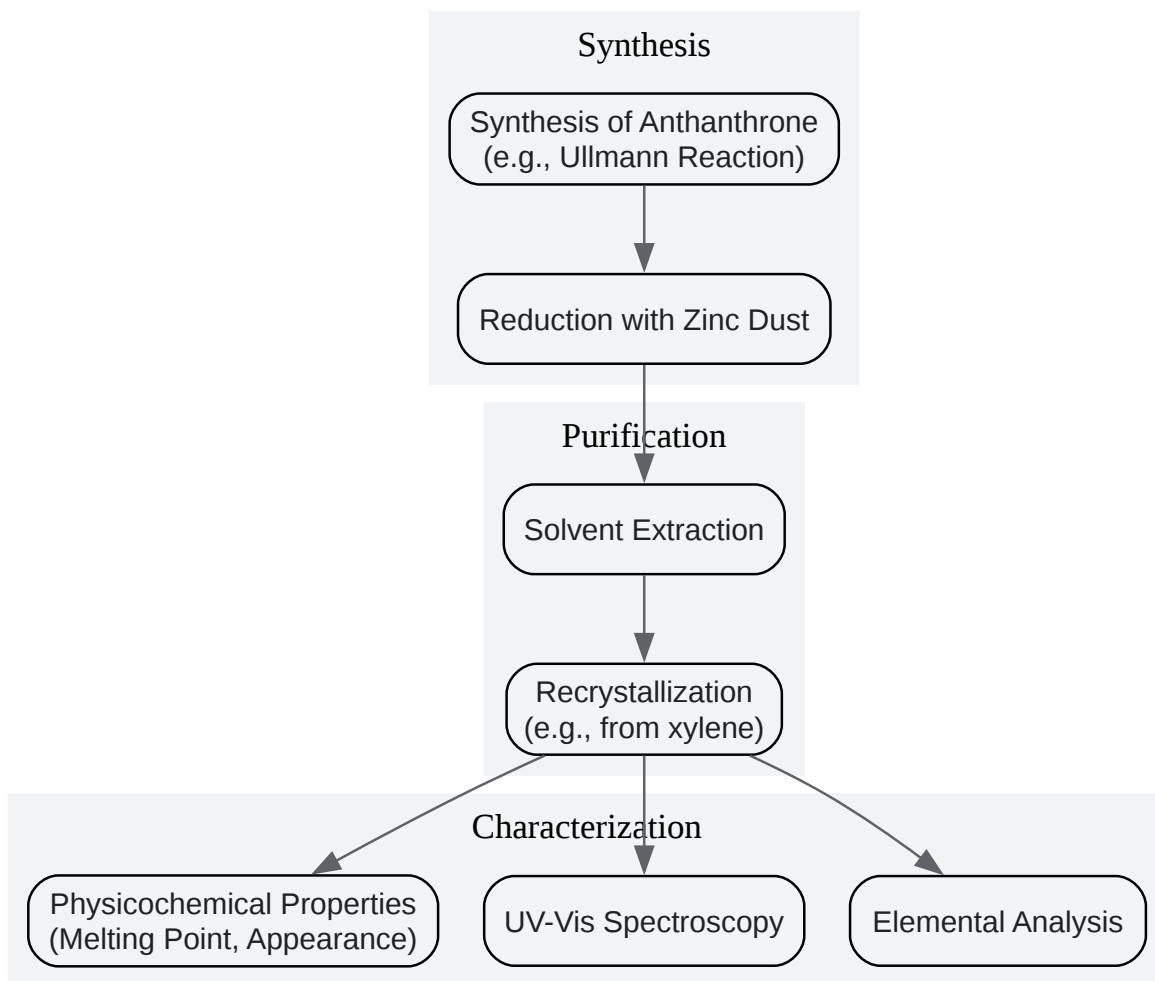 Synthesis
Synthesis of Anthanthrone
(e.g., Ullmann Reaction)
Reduction with Zinc Dust
Purification
Solvent Extraction
Recrystallization
(e.g., from xylene)
Characterization
Physicochemical Properties
(Melting Point, Appearance)
UV-Vis Spectroscopy
Elemental Analysis